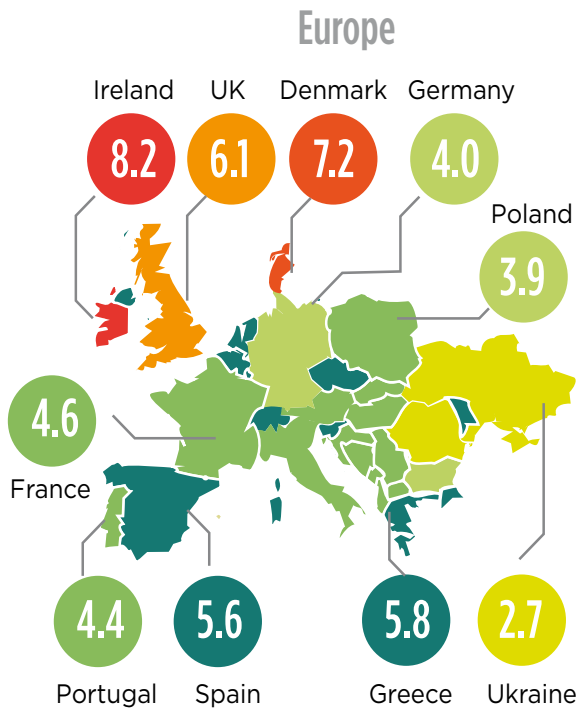 Europe
Ireland UK Denmark Germany
8.2 6.1 7.2 4.0
Poland
3.9
4.6
France
4.4 5.6 5.8 2.7
Portugal Spain Greece Ukraine